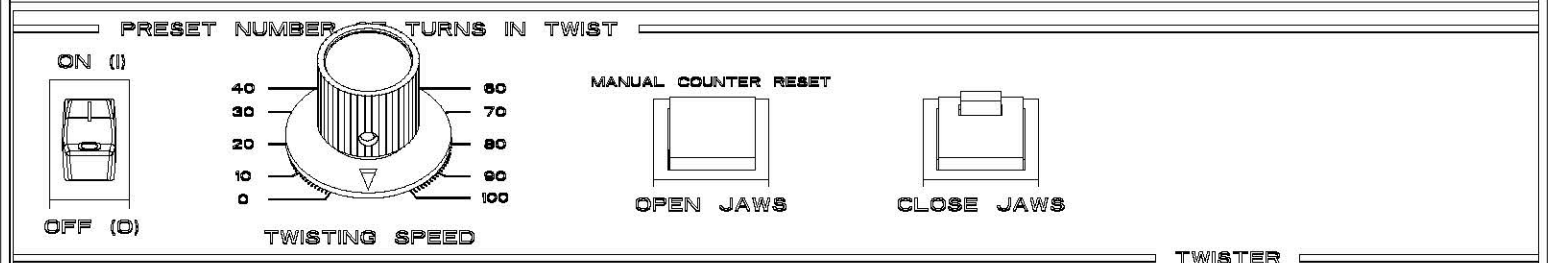 PRESET NUMBER OF TURNS IN TWIST
ON (I)
MANUAL COUNTER RESET
40
60
30
70
20
80
10
90
0
100
OPEN JAWS
CLOSE JAWS
OFF (O)
TWISTING SPEED
TWISTER